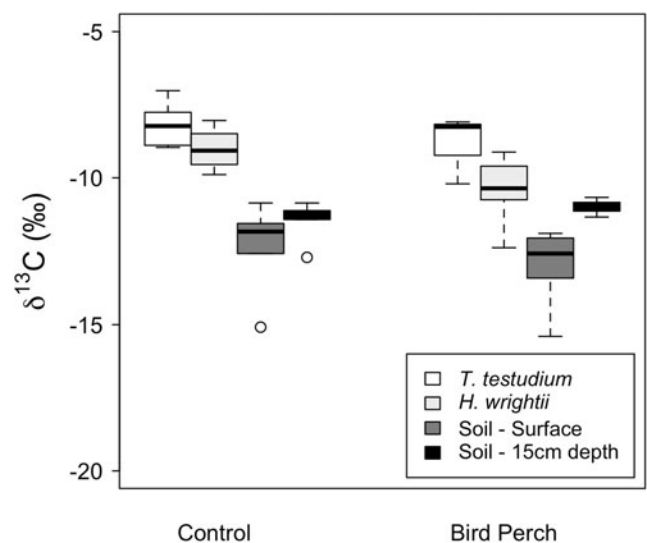 -5
-10
-15
-20
δ13C (‰)
T. testudium
H. wrightii
Soil - Surface
Soil - 15cm depth
Control
Bird Perch